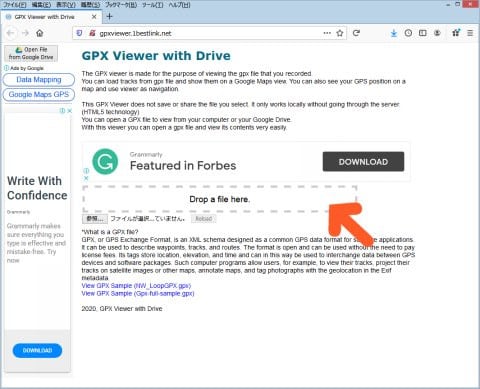 ファイル(F) 編集(E) 表示(V) 履歴(S) ブックマーク(B) ツール(T) ヘルプ(H)
GPX Viewer with Drive
gpxviewer.1bestlink.net
Open File
from Google Drive
Ads by Google
Data Mapping
Google Maps GPS
GPX Viewer with Drive
The GPX viewer is made for the purpose of viewing the gpx file that you recorded.
You can load tracks from gpx file and show them on a Google Maps view. You can also see your GPS position on a
map and use viewer as navigation.
This GPX Viewer does not save or share the file you select. It only works locally without going through the server.
(HTML5 technology)
You can open a GPX file to view from your computer or your Google Drive.
With this viewer you can open a gpx file and view its contents very easily.
Grammarly
Featured in Forbes
DOWNLOAD
Drop a file here.
参照... ファイルが選択...ていません。 Reload
Write With
Confidence
Grammarly
Grammarly makes
sure everything you
type is effective and
mistake-free. Try
now
DOWNLOAD
*What is a GPX file?
GPX, or GPS Exchange Format, is an XML schema designed as a common GPS data format for applications.
It can be used to describe waypoints, tracks, and routes. The format is open and can be used without the need to pay
license fees. Its tags store location, elevation, and time and can in this way be used to interchange data between GPS
devices and software packages. Such computer programs allow users, for example, to view their tracks, project their
tracks on satellite images or other maps, annotate maps, and tag photographs with the geolocation in the Exif
metadata.
View GPX Sample (NW_LoopGPX.gpx)
View GPX Sample (Gpx-full-sample.gpx)
2020, GPX Viewer with Drive